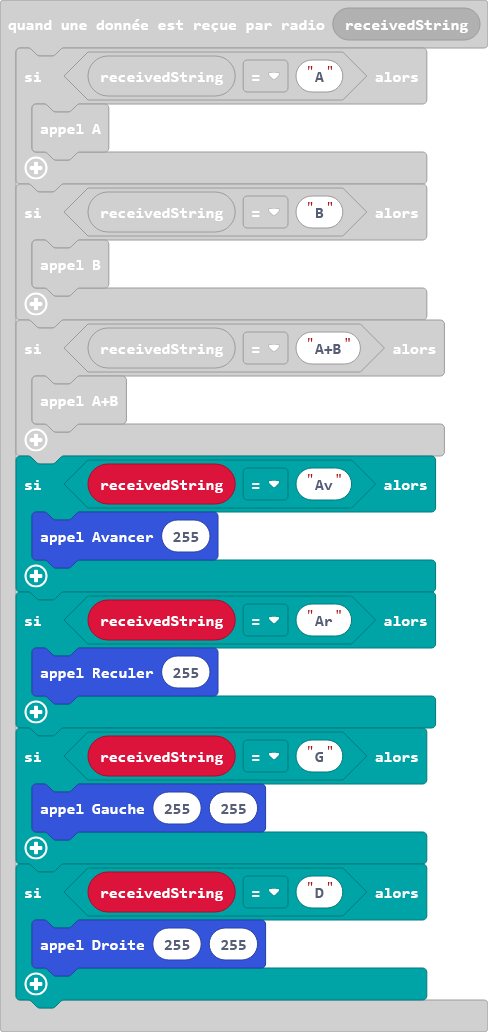 quand une donnée est reçue par radio receivedString
si receivedString = "A" alors
appel A
si receivedString = "B" alors
appel B
si receivedString = "A+B" alors
appel A+B
si receivedString = "Av" alors
appel Avancer 255
si receivedString = "Ar" alors
appel Reculer 255
si receivedString = "G" alors
appel Gauche 255 255
si receivedString = "D" alors
appel Droite 255 255